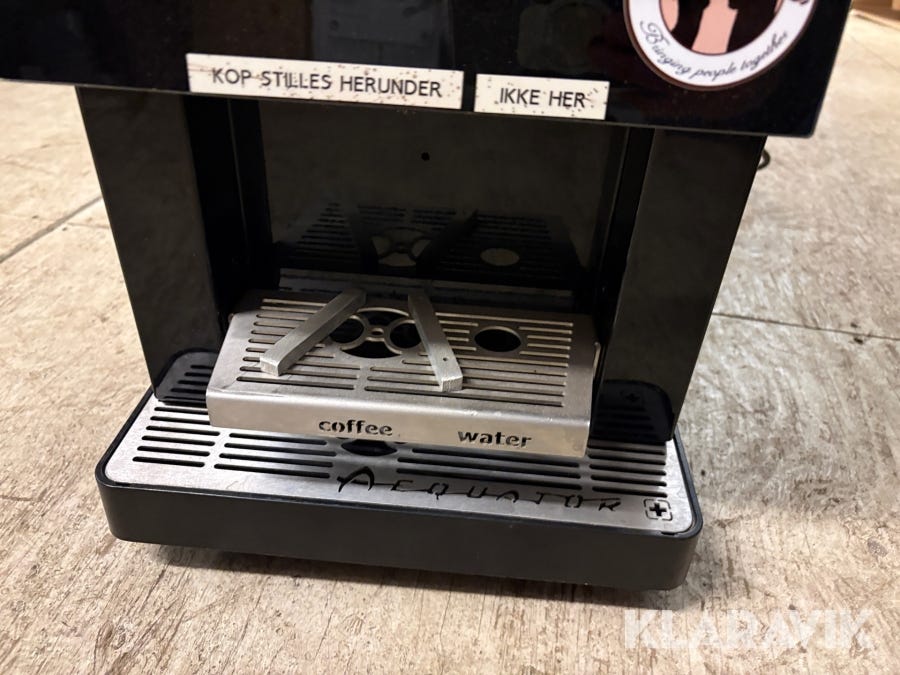 Bringing people together
KOP STILLES HERUNDER
IKKE HER
coffee
water
AEQUATOR
KLARAVIK